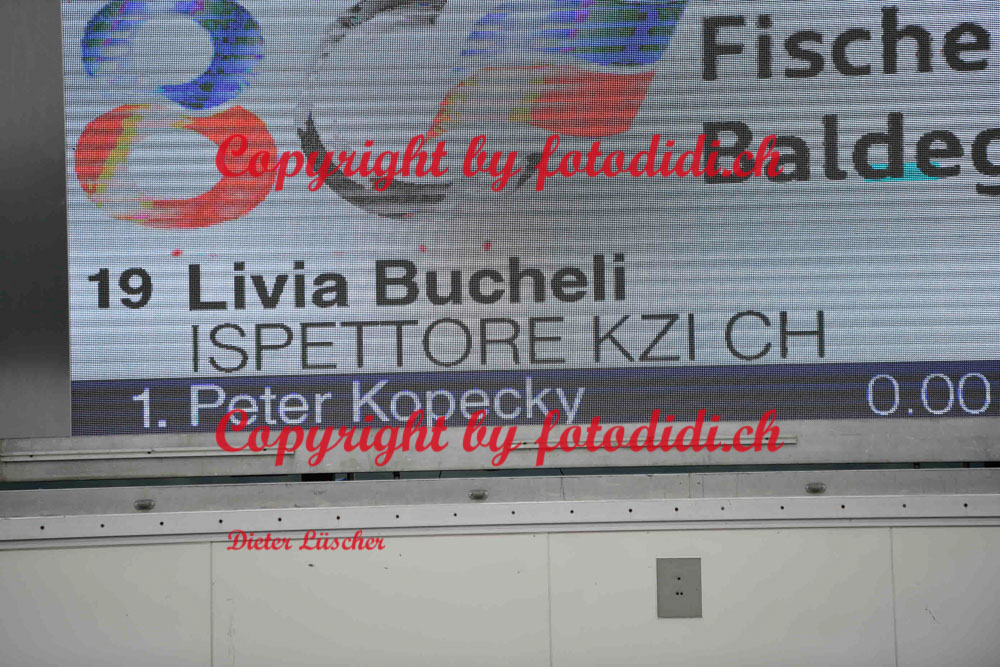 Fische
Baldeg
Copyright by fotodidi.ch
19 Livia Bucheli
ISPETTORE KZI CH
1. Peter Kopecky 0.00
Copyright by fotodidi.ch
Dieter Lüscher